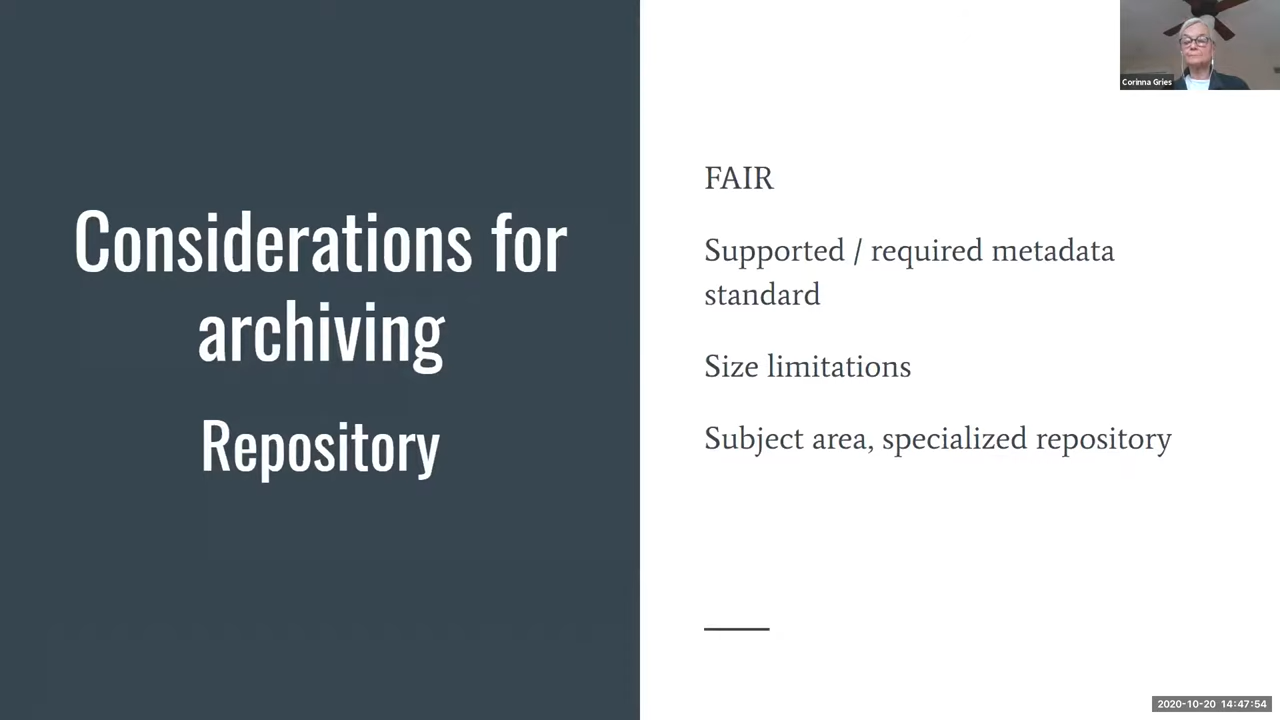 Considerations for
archiving
Repository
FAIR
Supported / required metadata
standard
Size limitations
Subject area, specialized repository
Corinna Gries
2020-10-20 14:47:54